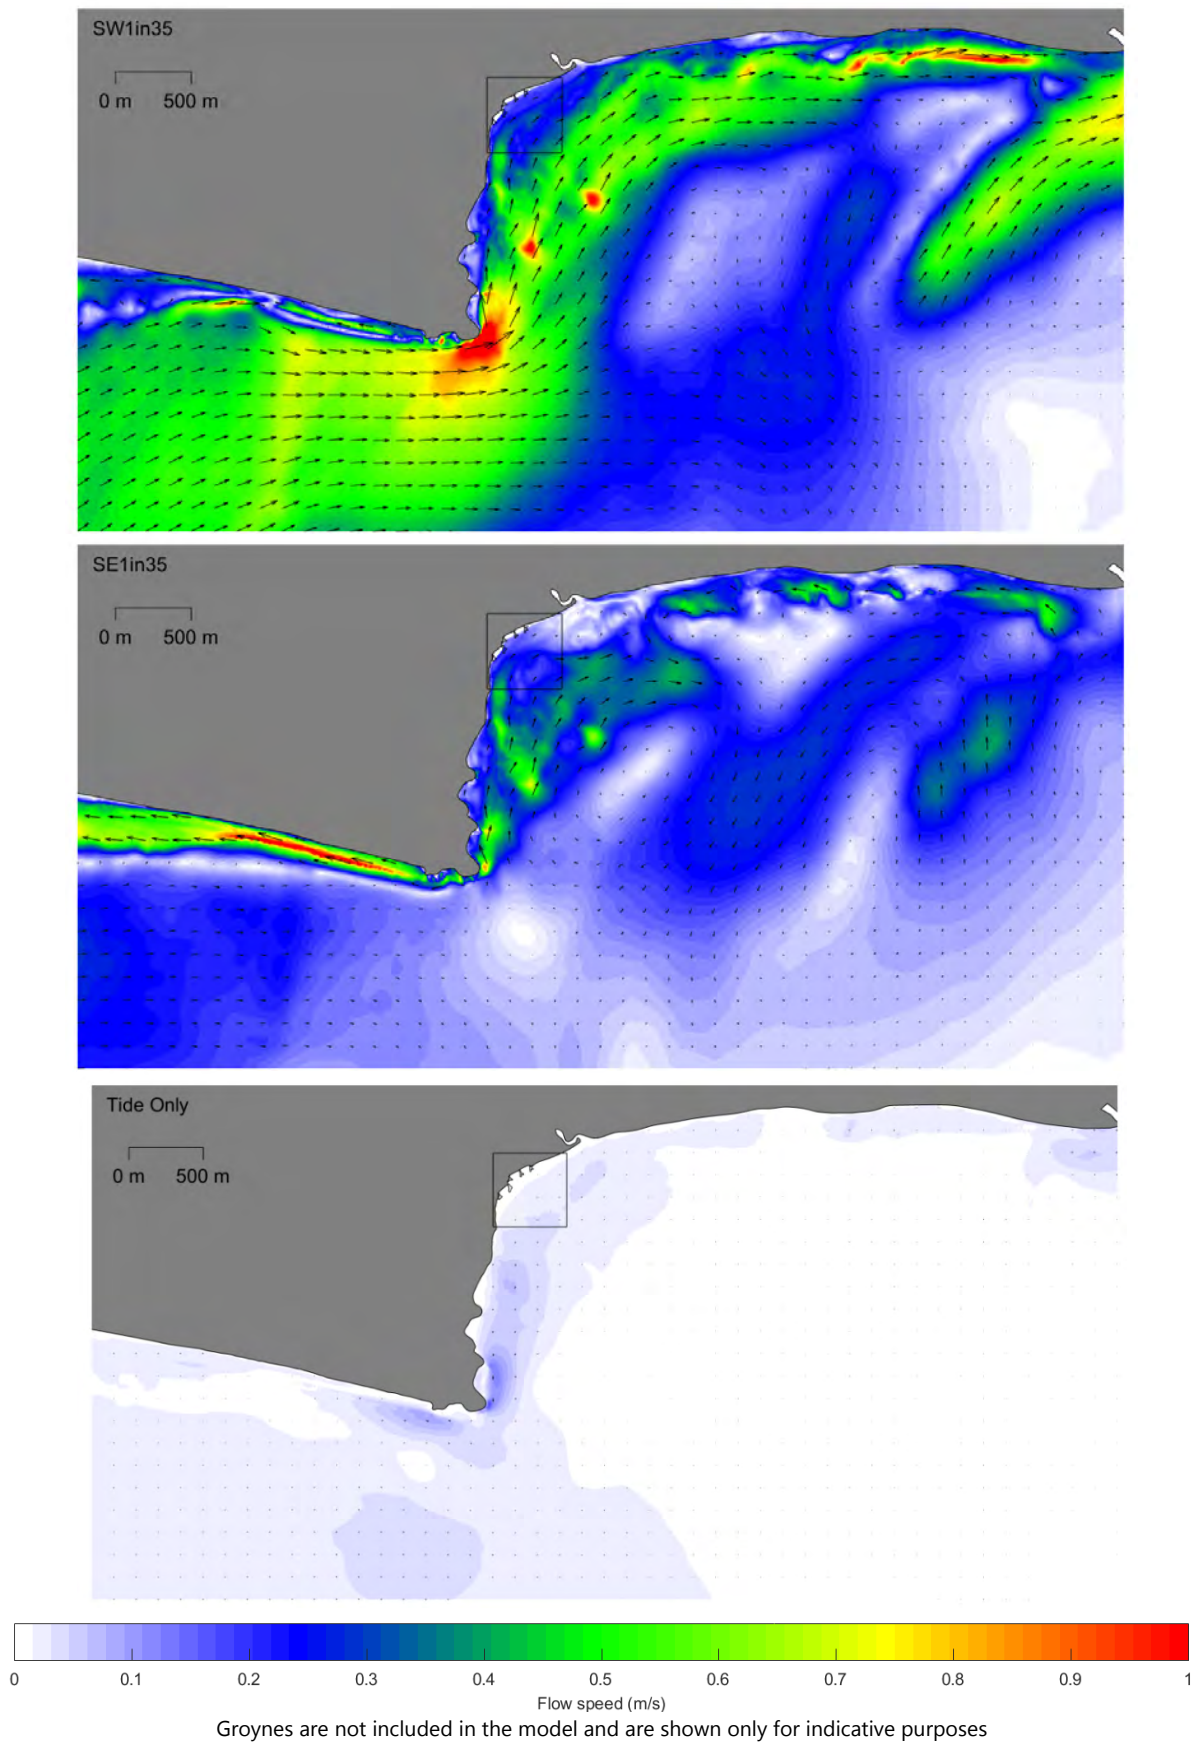 SW1in35
0 m 500 m
SE1in35
0 m 500 m
Tide Only
0 m 500 m
0 0.1 0.2 0.3 0.4 0.5 0.6 0.7 0.8 0.9 1
Flow speed (m/s)
Groynes are not included in the model and are shown only for indicative purposes